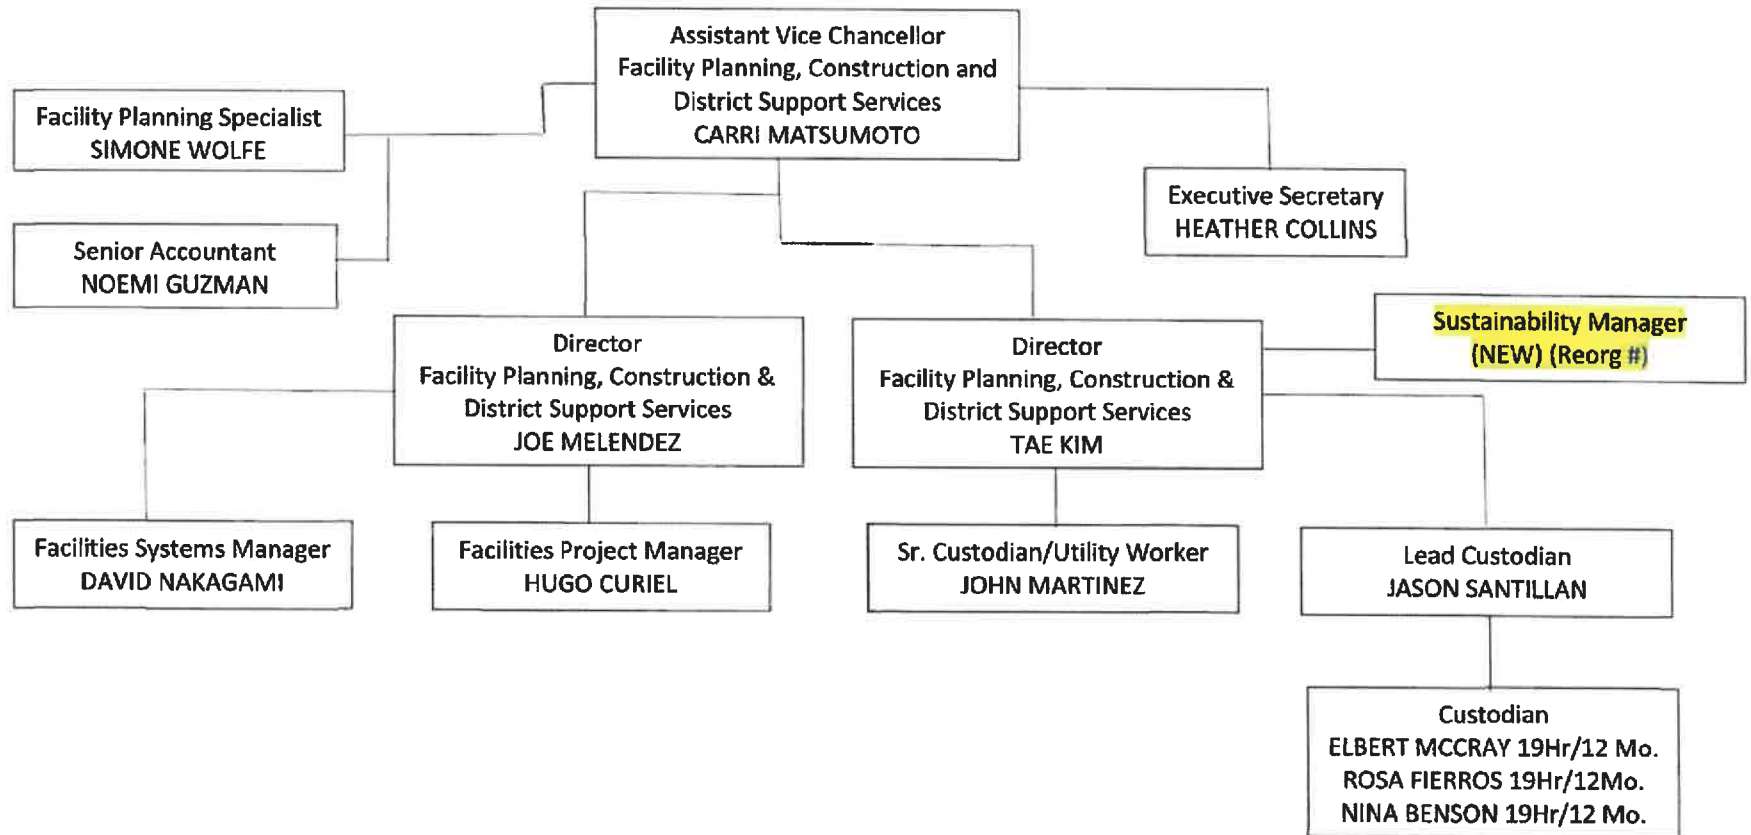 Assistant Vice Chancellor
Facility Planning, Construction and
District Support Services
CARRI MATSUMOTO
Facility Planning Specialist
SIMONE WOLFE
Executive Secretary
HEATHER COLLINS
Senior Accountant
NOEMI GUZMAN
Sustainability Manager
(NEW) (Reorg #)
Director
Facility Planning, Construction &
District Support Services
JOE MELENDEZ
Director
Facility Planning, Construction &
District Support Services
TAE KIM
Facilities Systems Manager
DAVID NAKAGAMI
Facilities Project Manager
HUGO CURIEL
Sr. Custodian/Utility Worker
JOHN MARTINEZ
Lead Custodian
JASON SANTILLAN
Custodian
ELBERT MCCRAY 19Hr/12 Mo.
ROSA FIERROS 19Hr/12Mo.
NINA BENSON 19Hr/12 Mo.